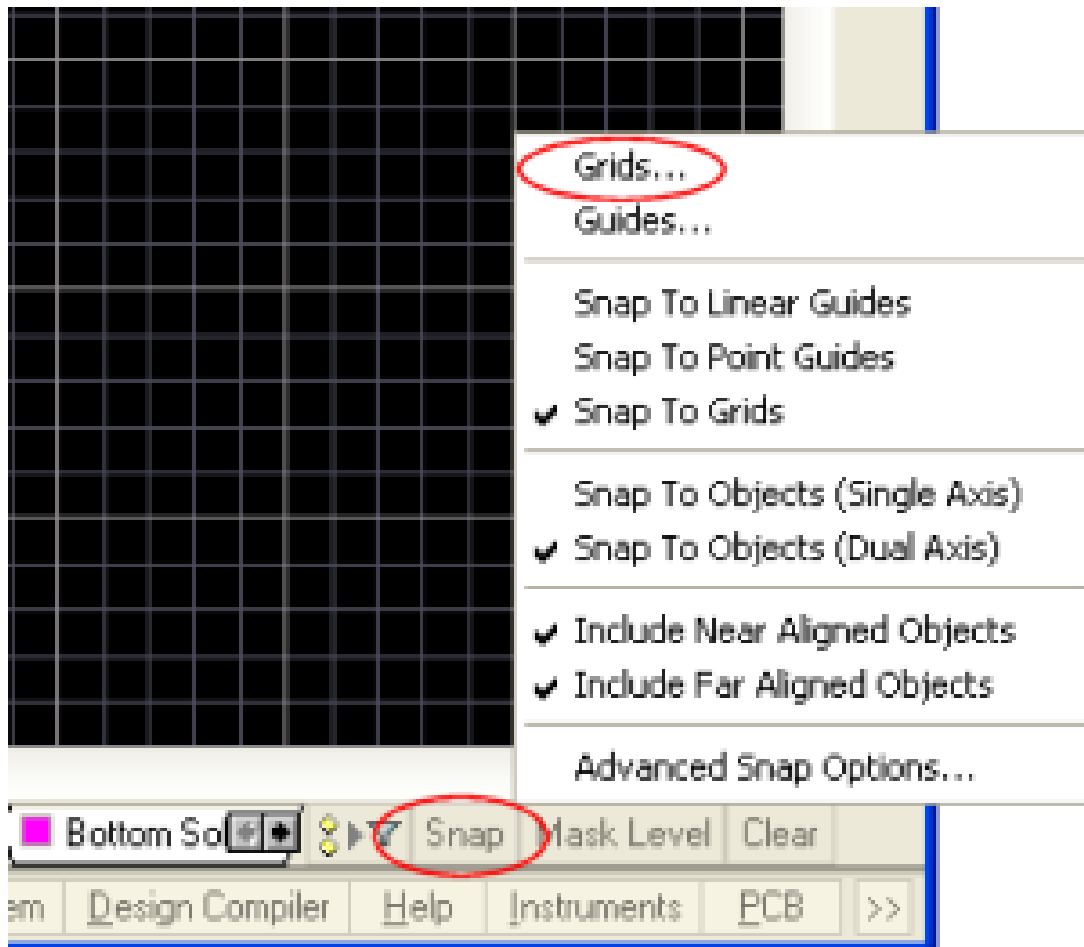 Grids...
Guides...
Snap To Linear Guides
Snap To Point Guides
Snap To Grids
Snap To Objects (Single Axis)
Snap To Objects (Dual Axis)
Include Near Aligned Objects
Include Far Aligned Objects
Advanced Snap Options...
Bottom So Snap Mask Level Clear
em Design Compiler Help Instruments PCB >>